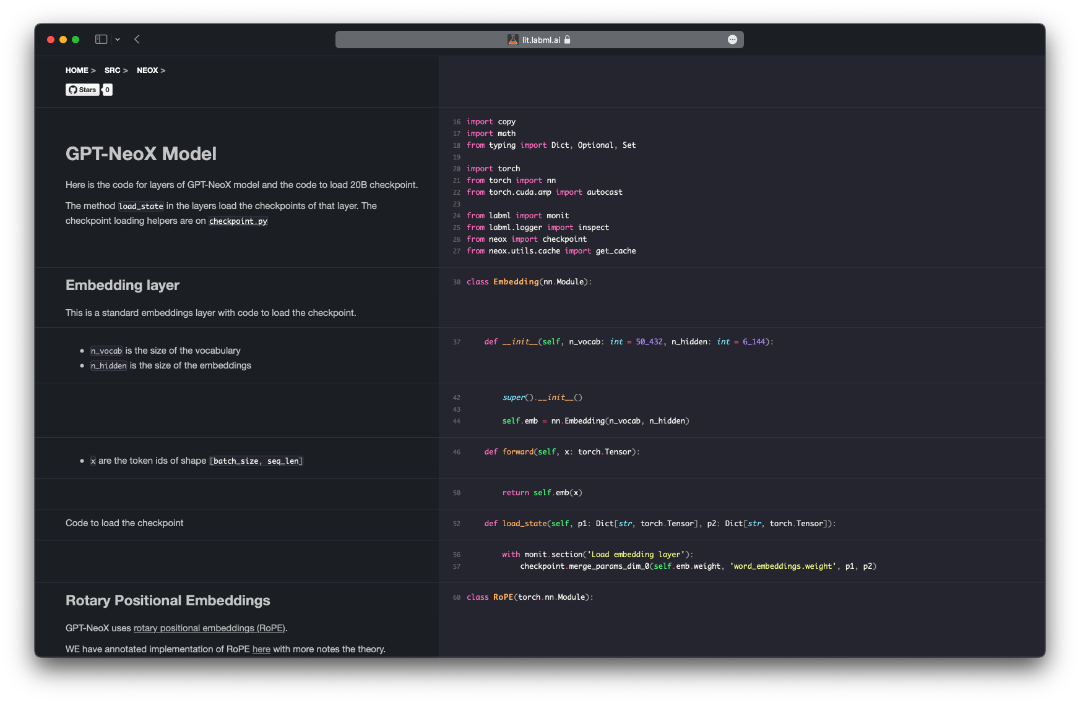 lit.labml.ai
HOME > SRC > NEOX >
Stars 0
GPT-NeoX Model
Here is the code for layers of GPT-NeoX model and the code to load 20B checkpoint.
The method load_state in the layers load the checkpoints of that layer. The
checkpoint loading helpers are on checkpoint.py
16 import copy
17 import math
18 from typing import Dict, Optional, Set
19
20 import torch
21 from torch import nn
22 from torch.cuda.amp import autocast
23
24 from labml import monit
25 from labml.logger import inspect
26 from neox import checkpoint
27 from neox.utils.cache import get_cache
Embedding layer
This is a standard embeddings layer with code to load the checkpoint.
30 class Embedding(nn.Module):
• n_vocab is the size of the vocabulary
• n_hidden is the size of the embeddings
37 def __init__(self, n_vocab: int = 50_432, n_hidden: int = 6_144):
42 super().__init__()
43
44 self.emb = nn.Embedding(n_vocab, n_hidden)
• x are the token ids of shape [batch_size, seq_len]
46 def forward(self, x: torch.Tensor):
50 return self.emb(x)
Code to load the checkpoint
52 def load_state(self, p1: Dict[str, torch.Tensor], p2: Dict[str, torch.Tensor]):
56 with monit.section('Load embedding layer'):
57 checkpoint.merge_params_dim_0(self.emb.weight, 'word_embeddings.weight', p1, p2)
Rotary Positional Embeddings
GPT-NeoX uses rotary positional embeddings (RoPE).
WE have annotated implementation of RoPE here with more notes the theory.
60 class RoPE(torch.nn.Module):